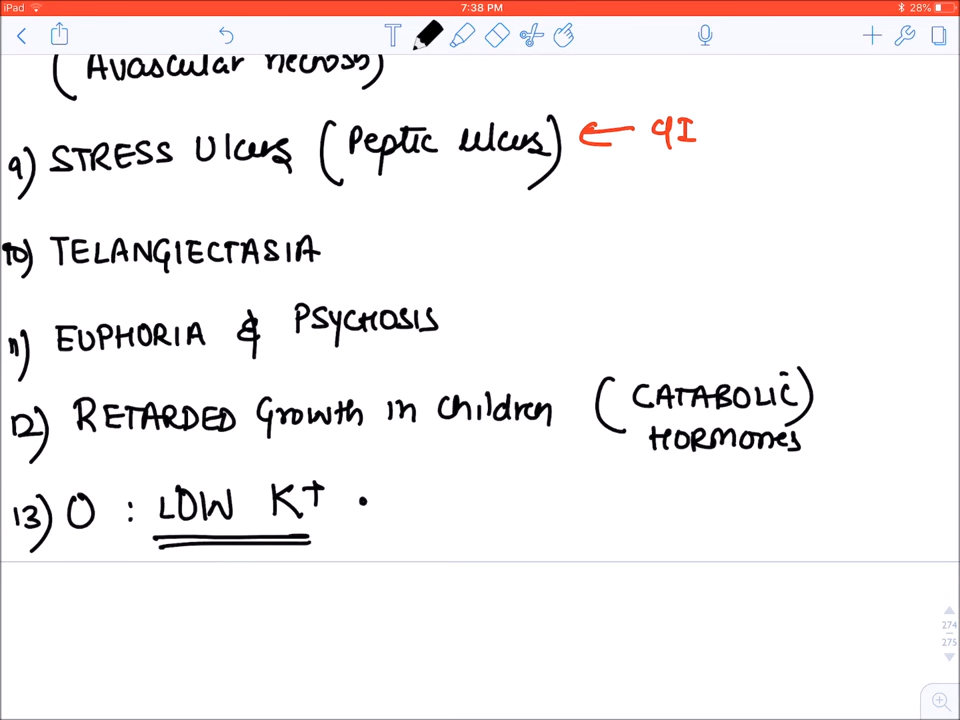 iPad
7:38 PM
28%
T
(Avascular necrosis)
9) STRESS Ulcers (Peptic ulcers) ← qI
10) TELANGIECTASIA
11) EUPHORIA & PSYCHOSIS
12) RETARDED Growth in children (CATABOLIC)
HORMONES
13) O : LOW K+ .
274
275